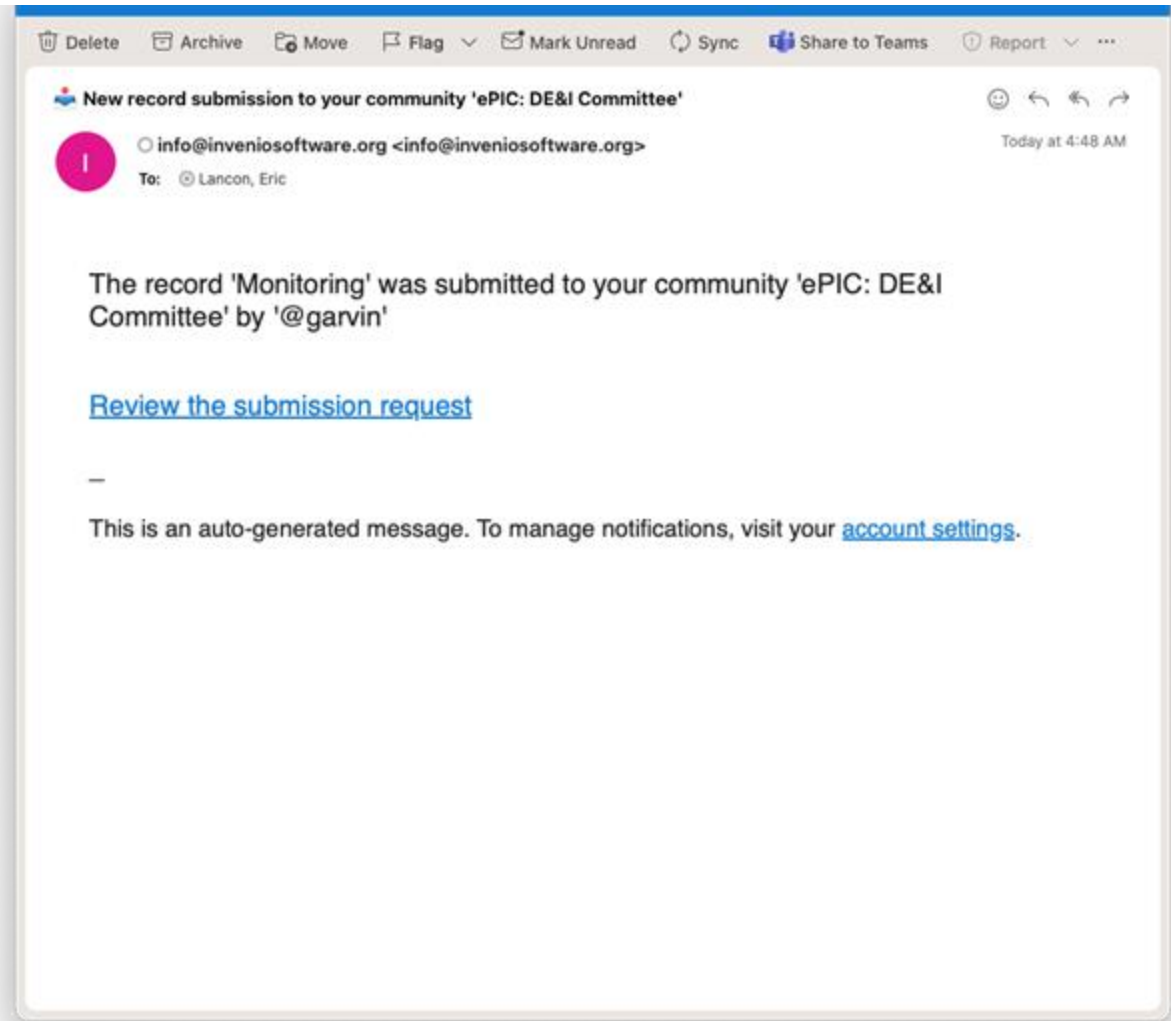 Delete Archive Move Flag Mark Unread Sync Share to Teams Report ...
New record submission to your community 'ePIC: DE&I Committee'
I
info@inveniosoftware.org <info@inveniosoftware.org>
Today at 4:48 AM
To: Lancon, Eric
The record 'Monitoring' was submitted to your community 'ePIC: DE&I
Committee' by '@garvin'
Review the submission request
—
This is an auto-generated message. To manage notifications, visit your account settings.